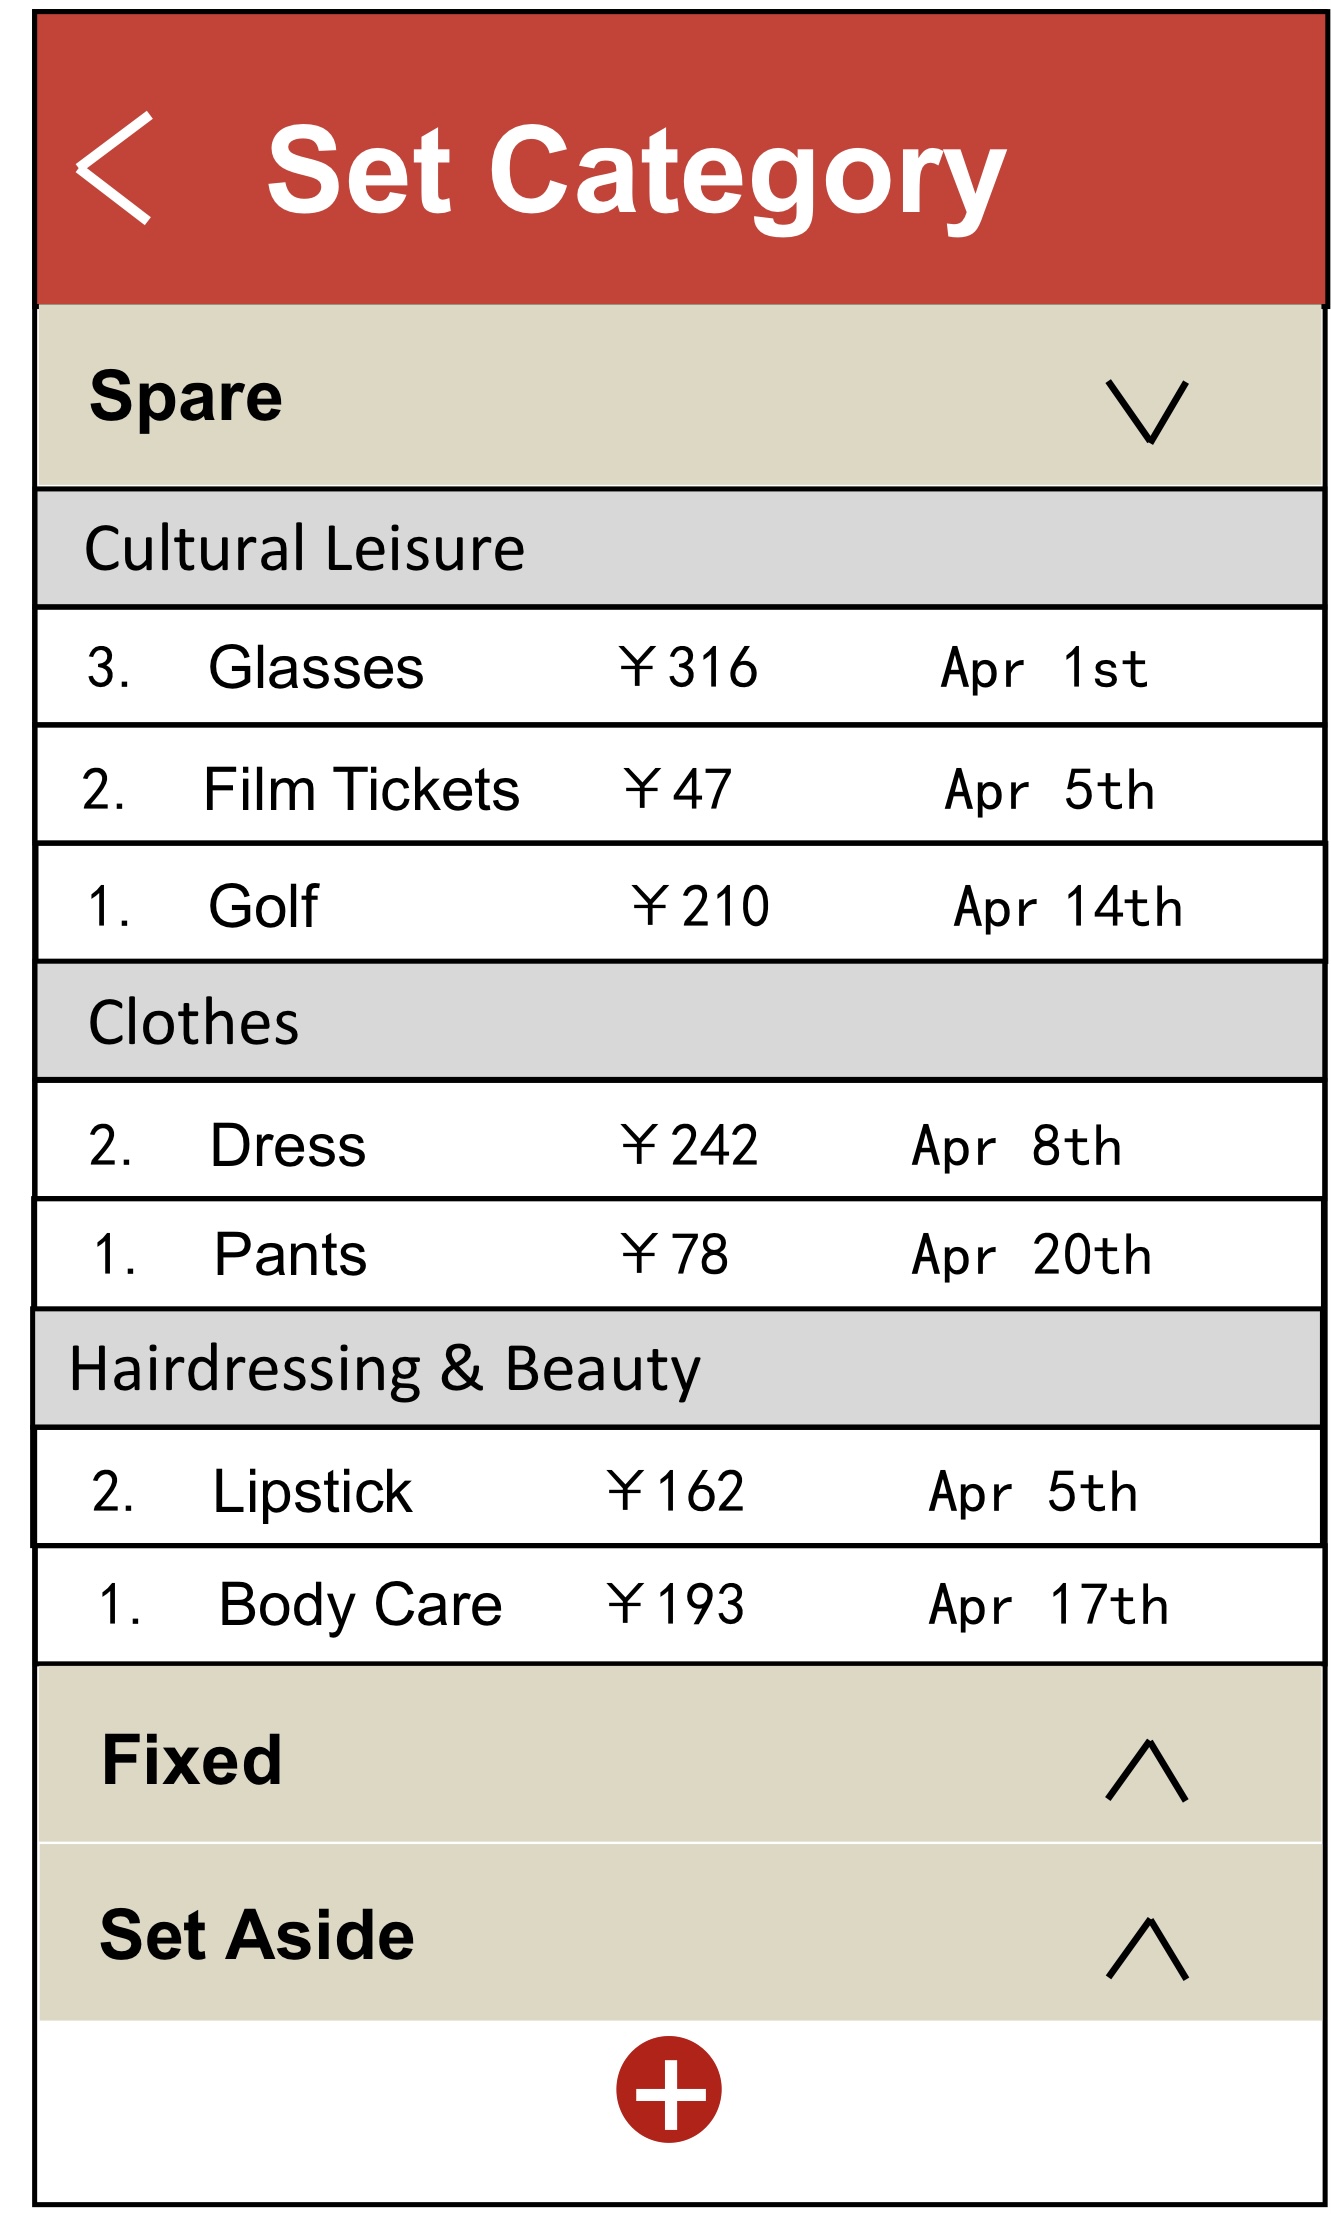 Set Category
Spare
Cultural Leisure
3. Glasses ¥316 Apr 1st
2. Film Tickets ¥47 Apr 5th
1. Golf ¥210 Apr 14th
Clothes
2. Dress ¥242 Apr 8th
1. Pants ¥78 Apr 20th
Hairdressing & Beauty
2. Lipstick ¥162 Apr 5th
1. Body Care ¥193 Apr 17th
Fixed
Set Aside